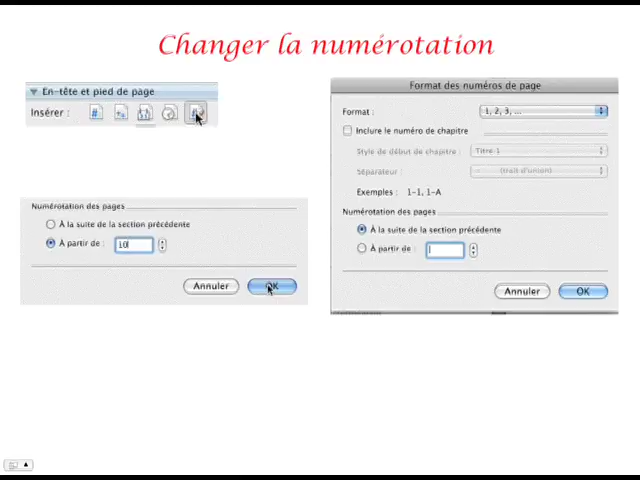 Changer la numérotation
En-tête et pied de page
Insérer :
Numérotation des pages
À la suite de la section précédente
À partir de : 10
Annuler OK
Format des numéros de page
Format : 1, 2, 3, ...
Inclure le numéro de chapitre
Style de début de chapitre : Titre 1
Séparateur : - (trait d'union)
Exemples : 1-1, 1-A
Numérotation des pages
À la suite de la section précédente
À partir de :
Annuler OK